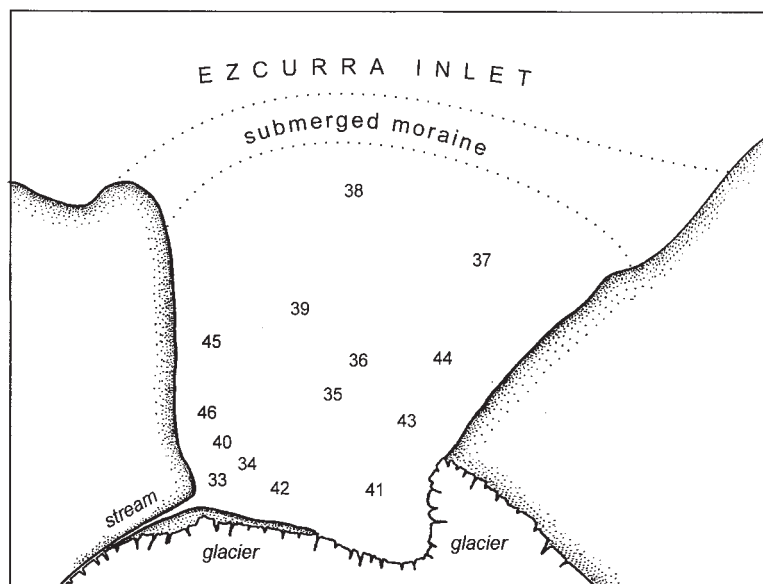 EZCURRA INLET
submerged moraine
38
37
39
45
36
44
35
46
43
40
34
33
42
41
stream
glacier
glacier